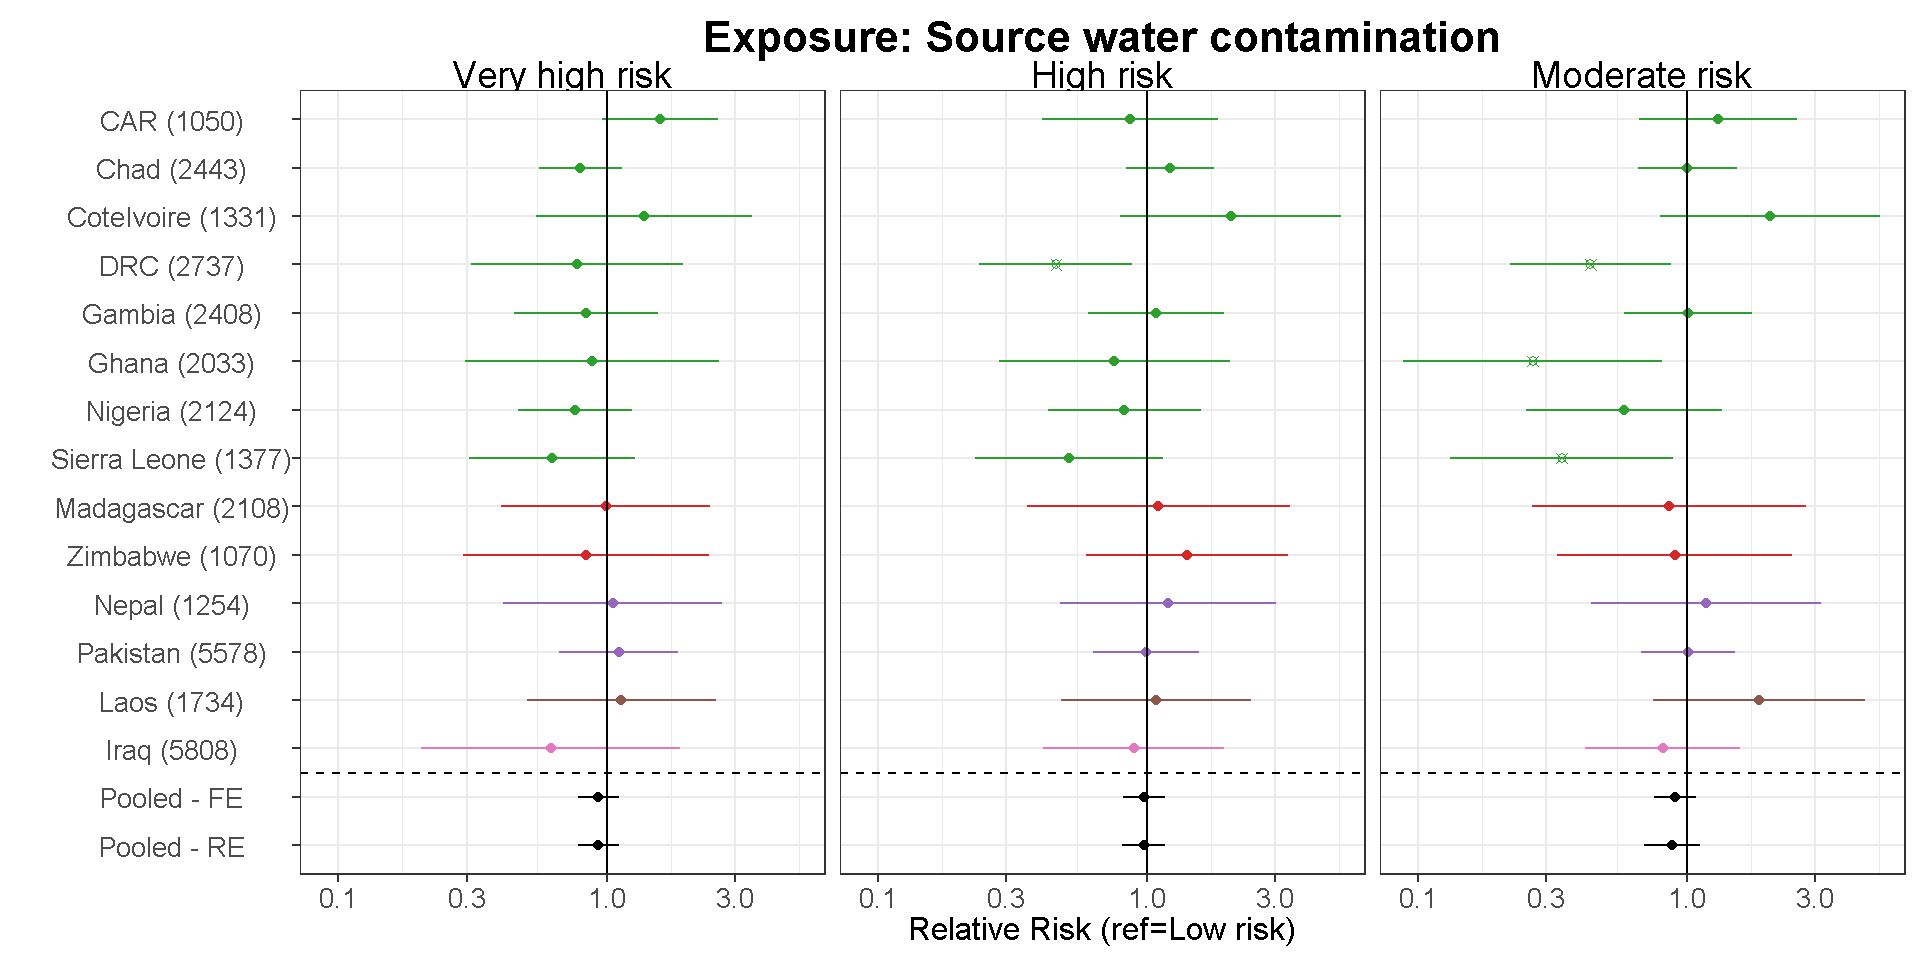 Exposure: Source water contamination
Very high risk
High risk
Moderate risk
CAR (1050)
Chad (2443)
CoteIvoire (1331)
DRC (2737)
Gambia (2408)
Ghana (2033)
Nigeria (2124)
Sierra Leone (1377)
Madagascar (2108)
Zimbabwe (1070)
Nepal (1254)
Pakistan (5578)
Laos (1734)
Iraq (5808)
Pooled - FE
Pooled - RE
0.1 0.3 1.0 3.0
0.1 0.3 1.0 3.0
0.1 0.3 1.0 3.0
Relative Risk (ref=Low risk)